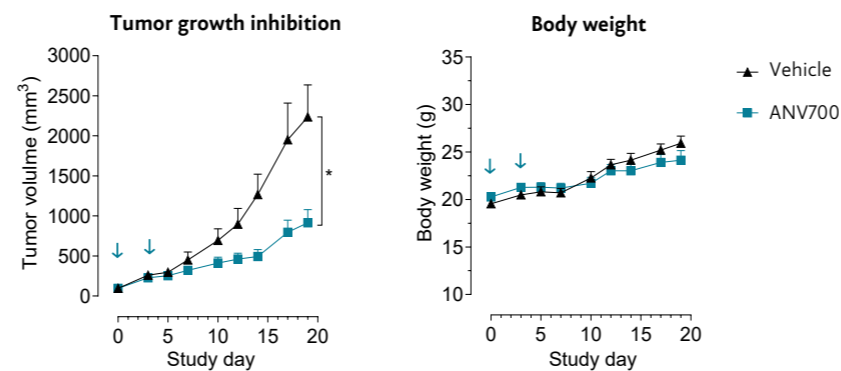 Tumor growth inhibition
Tumor volulme (mm³)
3000
2500
2000
1500
1000
500
0
*
0 5 10 15 20
Study day
Body weight
Body weight (g)
35
30
25
20
15
10
0 5 10 15 20
Study day
Vehicle
ANV700